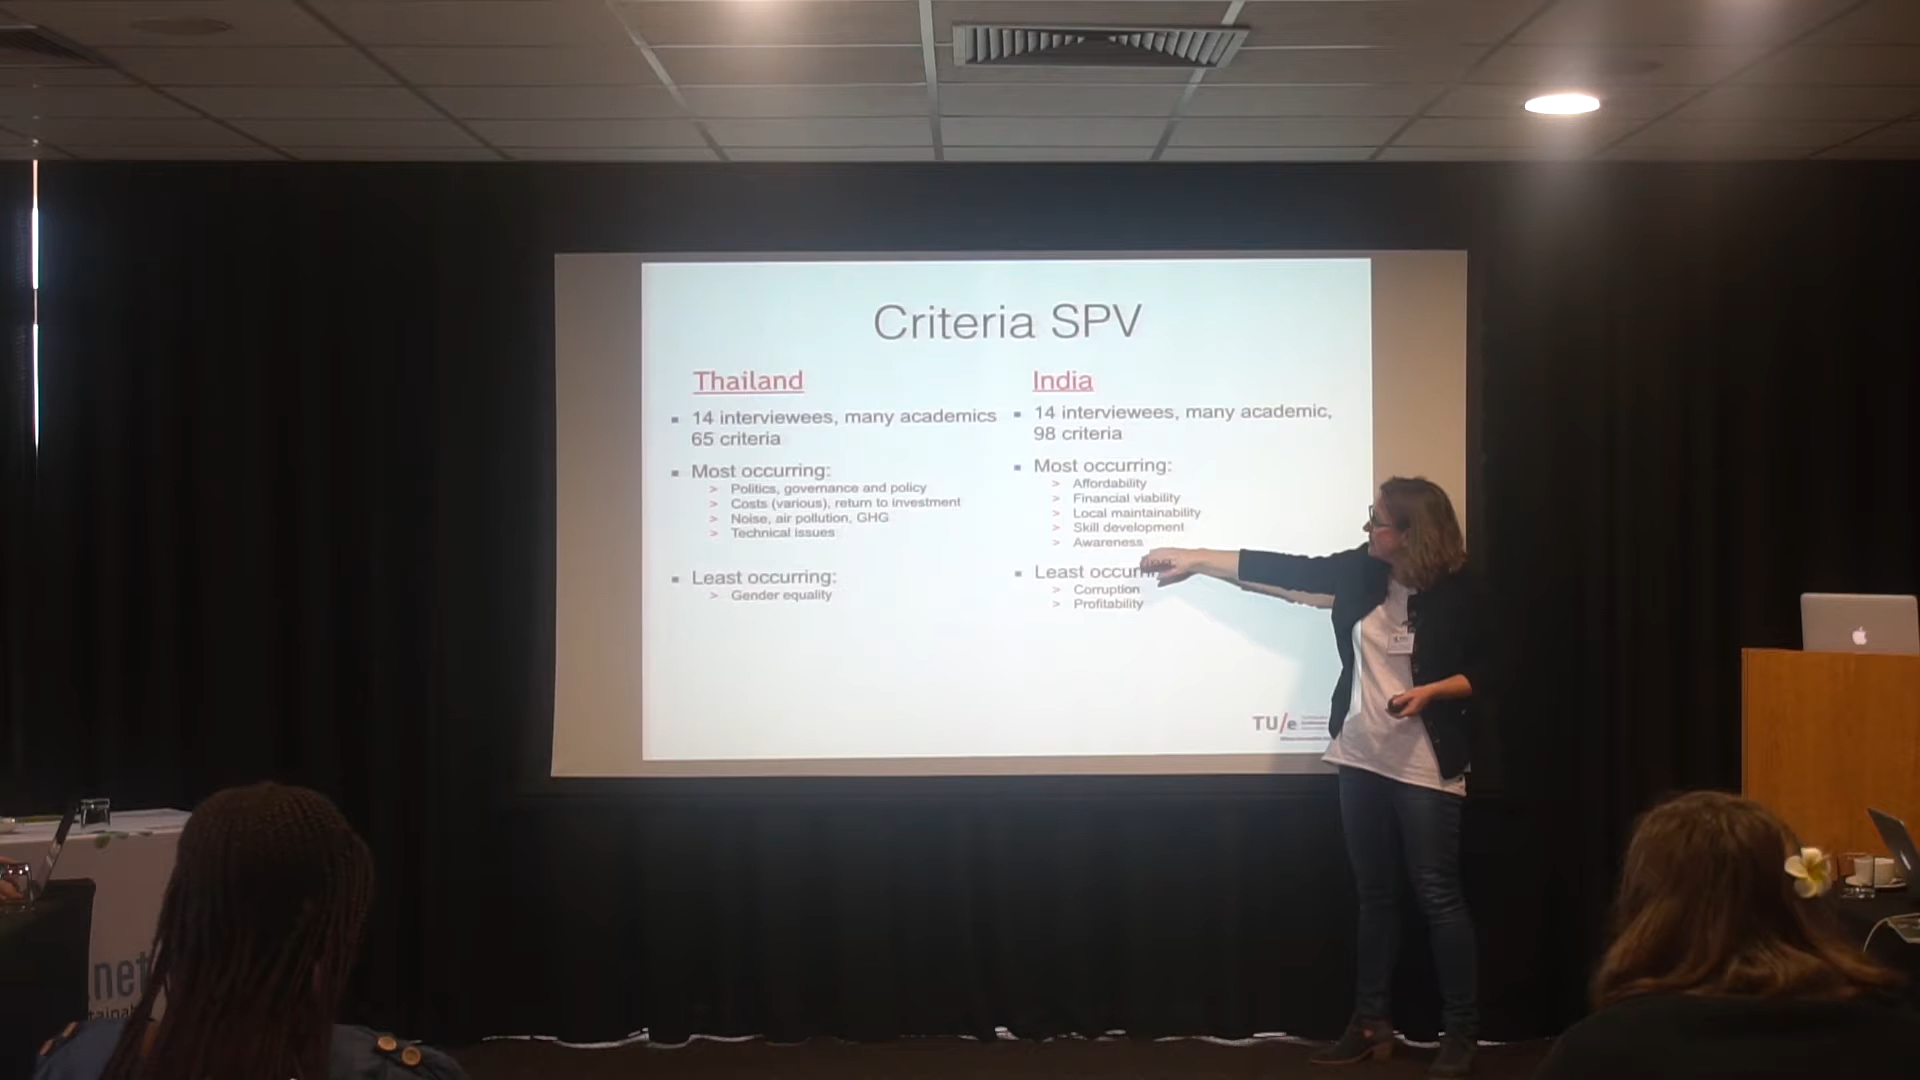 Criteria SPV
Thailand
14 interviewees, many academics
65 criteria
Most occurring:
> Politics, governance and policy
> Costs (various), return to investment
> Noise, air pollution, GHG
> Technical issues
Least occurring:
> Gender equality
India
14 interviewees, many academic,
98 criteria
Most occurring:
> Affordability
> Financial viability
> Local maintainability
> Skill development
> Awareness
Least occurring:
> Corruption
> Profitability
TU/e
net